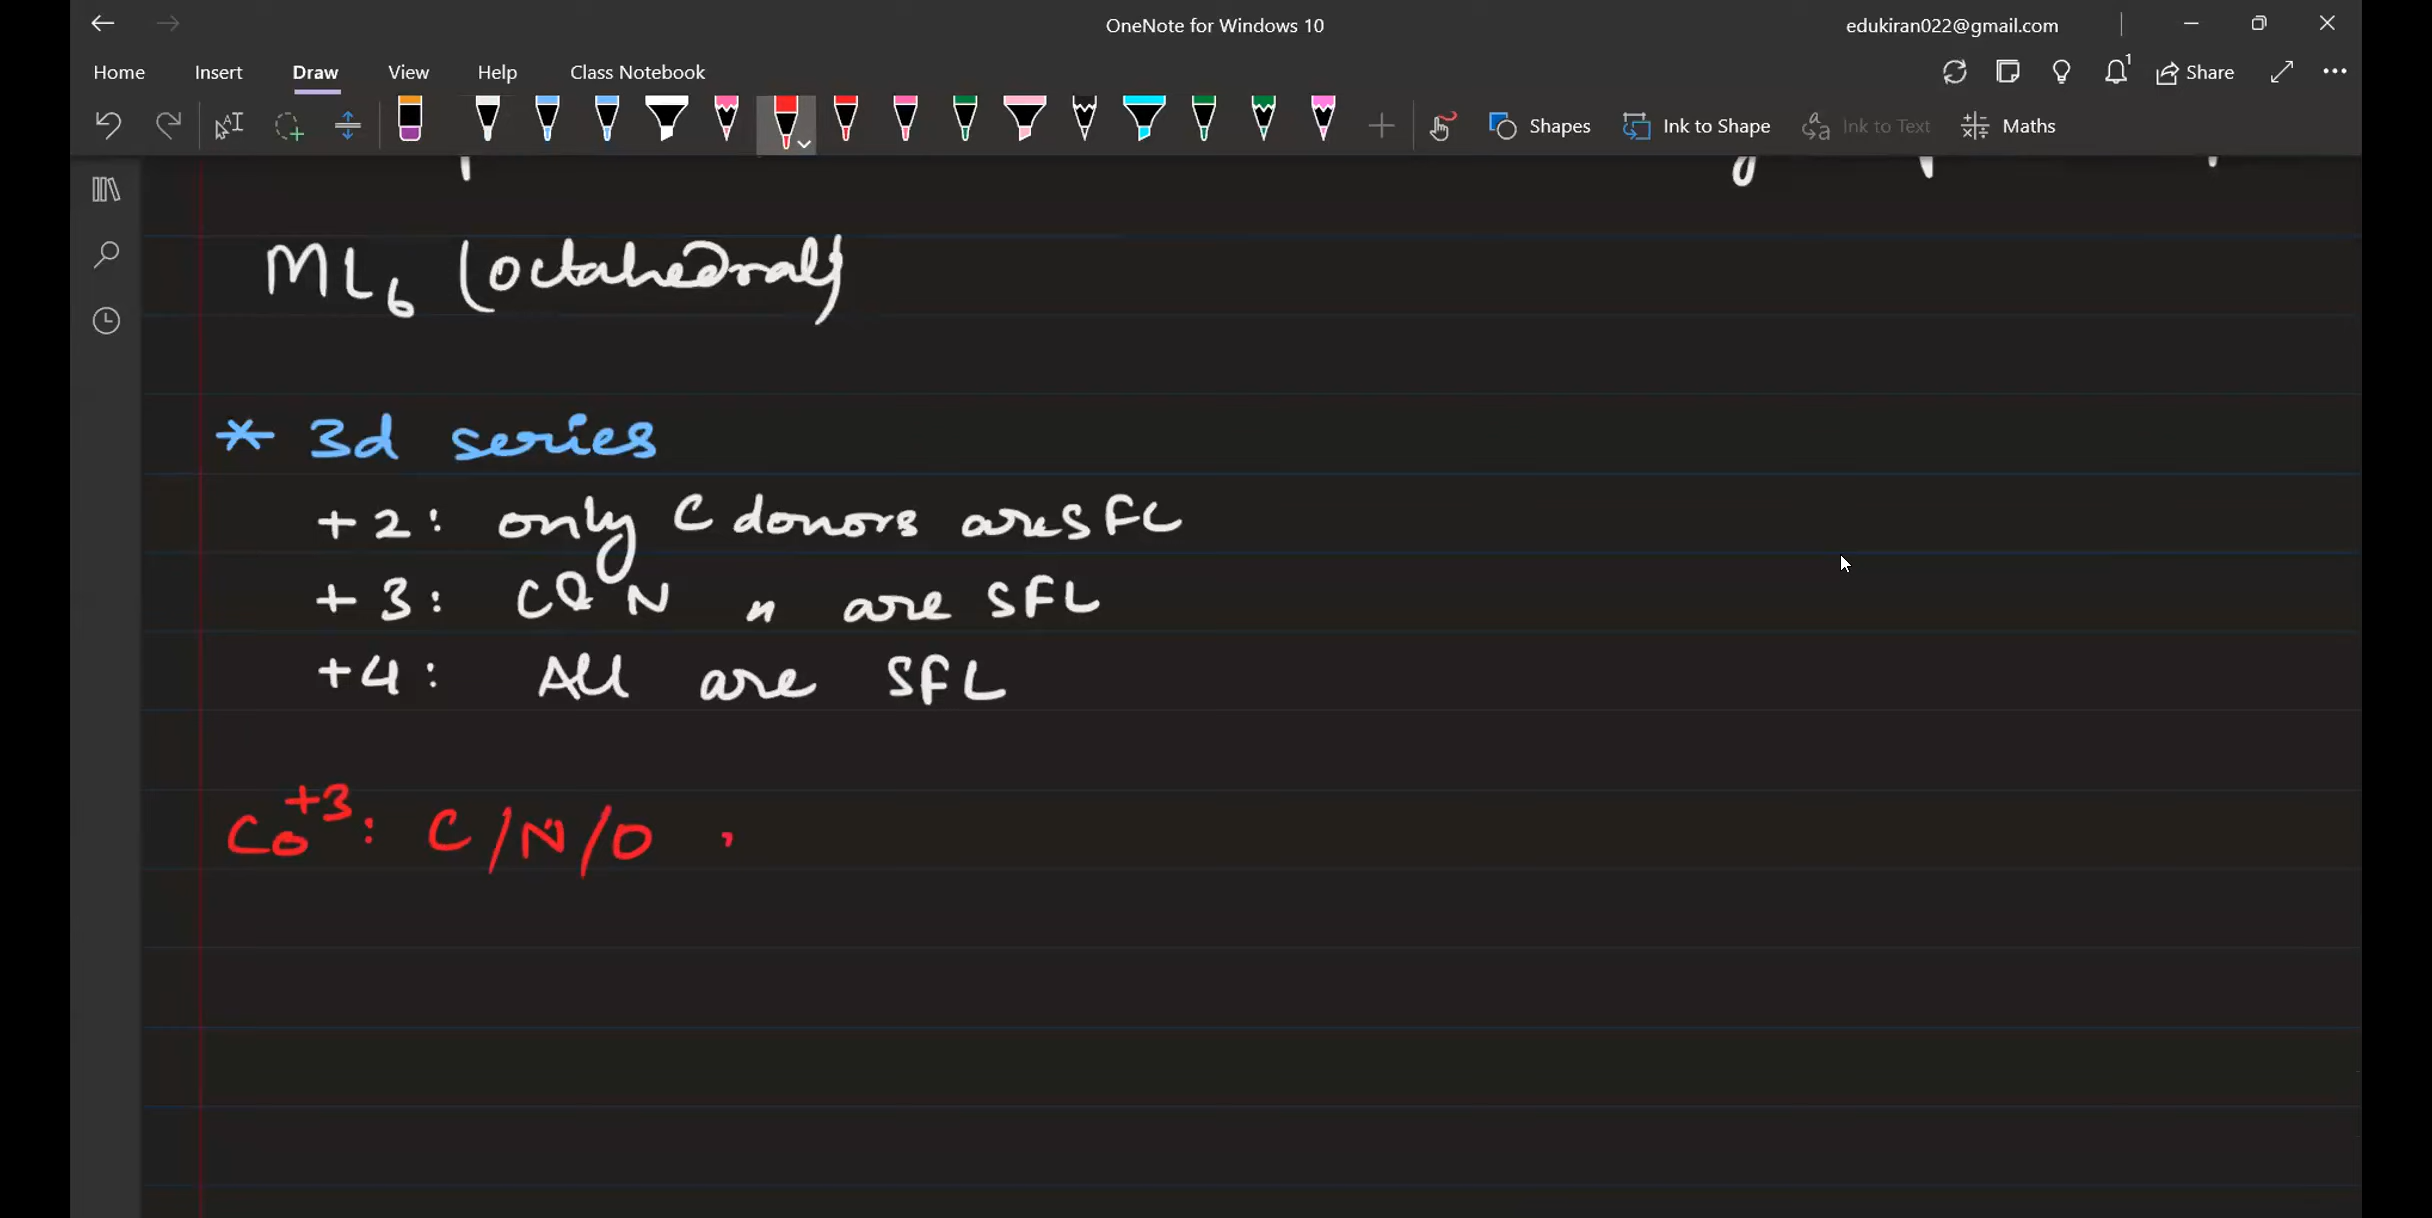 OneNote for Windows 10
edukiran022@gmail.com
Home Insert Draw View Help Class Notebook
1
Share
Shapes Ink to Shape Ink to Text Maths
ML6 (octahedral)
* 3d series
+2: only C donors are SFL
+3: C & N " are SFL
+4: All are SFL
Co+3: C/N/O ,